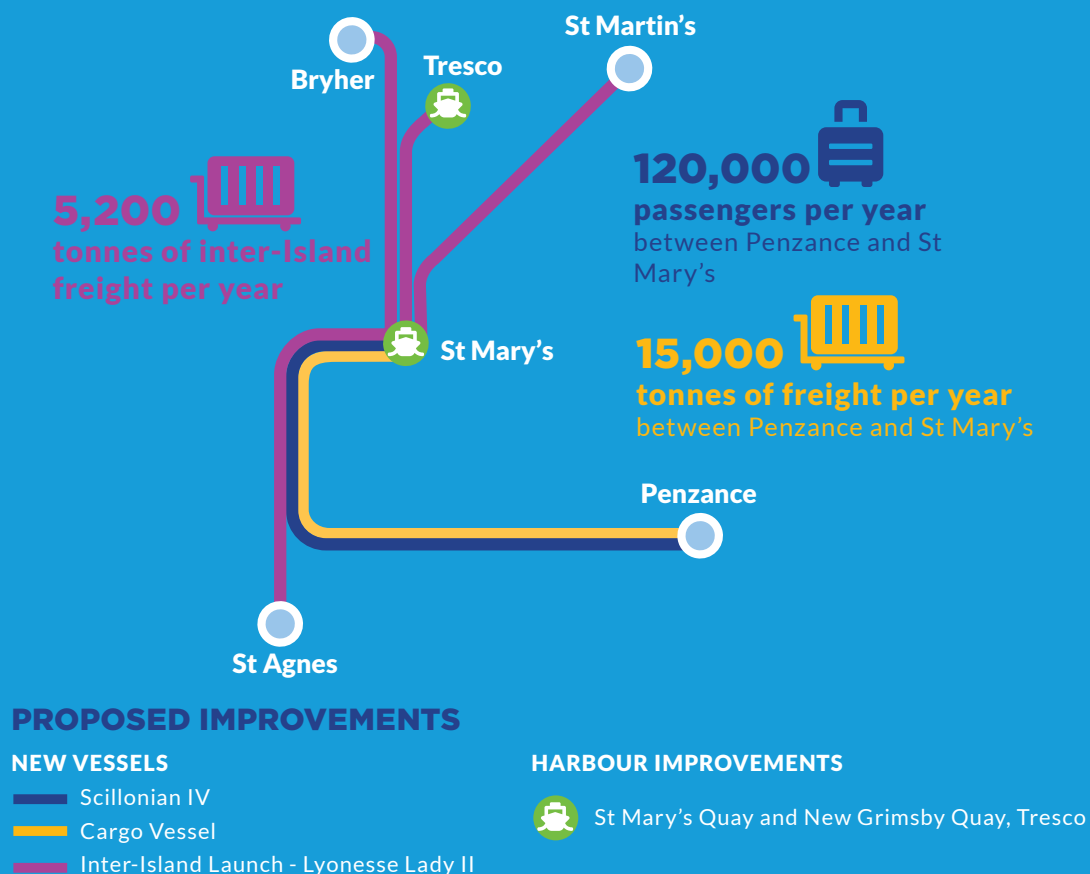 St Martin's
Bryher
Tresco
5,200
tonnes of inter-Island
freight per year
120,000
passengers per year
between Penzance and St
Mary's
St Mary's
15,000
tonnes of freight per year
between Penzance and St Mary's
Penzance
St Agnes
PROPOSED IMPROVEMENTS
NEW VESSELS
Scillonian IV
Cargo Vessel
Inter-Island Launch - Lyonesse Lady II
HARBOUR IMPROVEMENTS
St Mary's Quay and New Grimsby Quay, Tresco